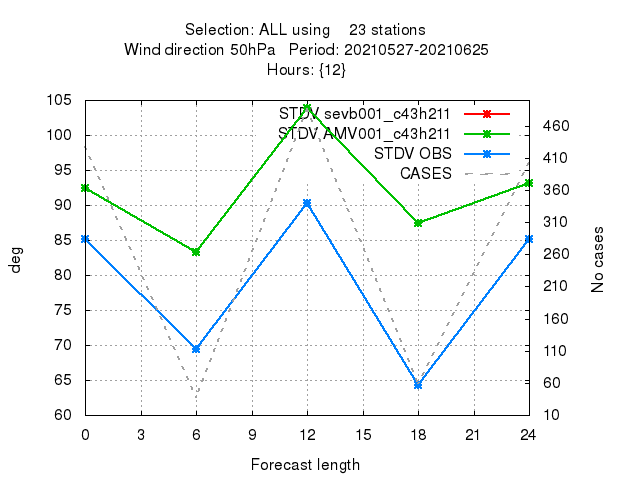 Selection: ALL using    23 stations
Wind direction 50hPa   Period: 20210527-20210625
Hours: {12}
STDV sevb001_c43h211
STDV AMV001_c43h211
STDV OBS
CASES
deg
105
100
95
90
85
80
75
70
65
60
460
410
360
310
260
210
160
110
60
10
No cases
0 3 6 9 12 15 18 21 24
Forecast length